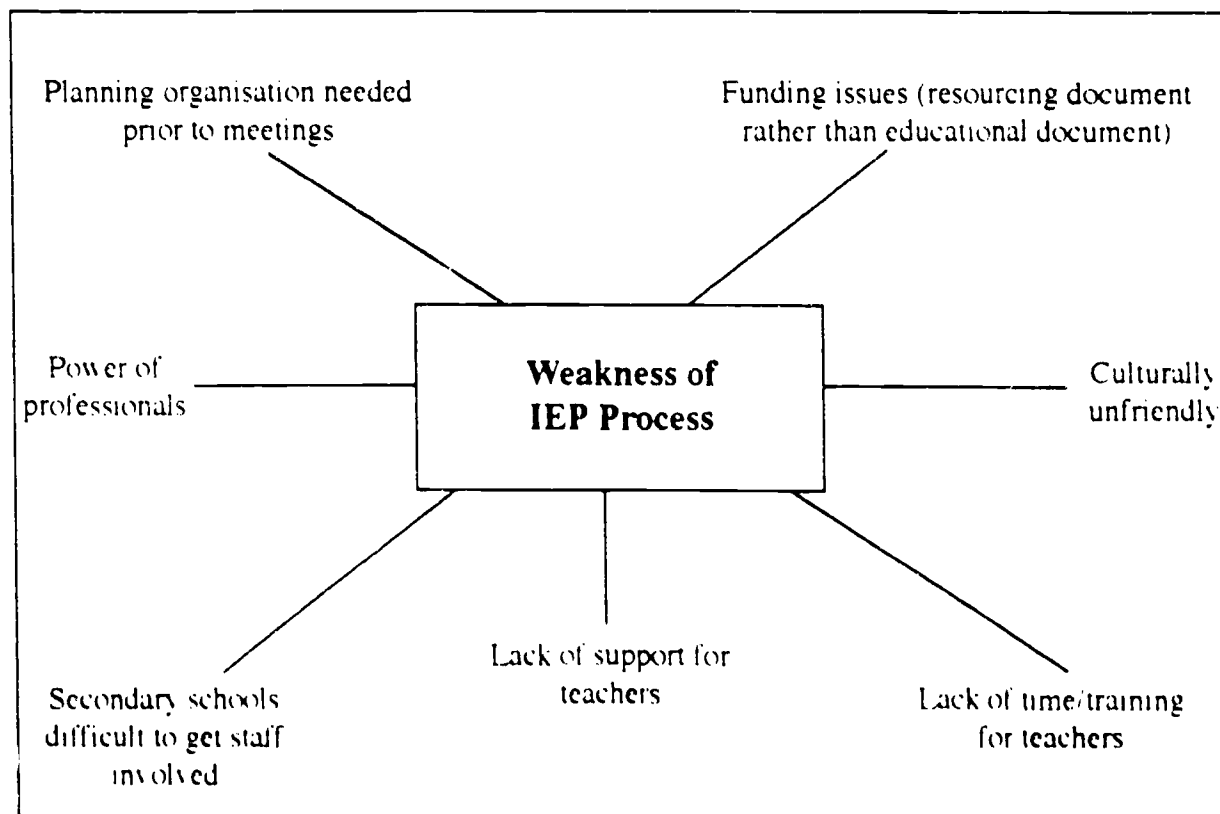 Planning organisation needed
prior to meetings
Funding issues (resourcing document
rather than educational document)
Power of
professionals
Weakness of
IEP Process
Culturally
unfriendly
Secondary schools
difficult to get staff
involved
Lack of support for
teachers
Lack of time/training
for teachers